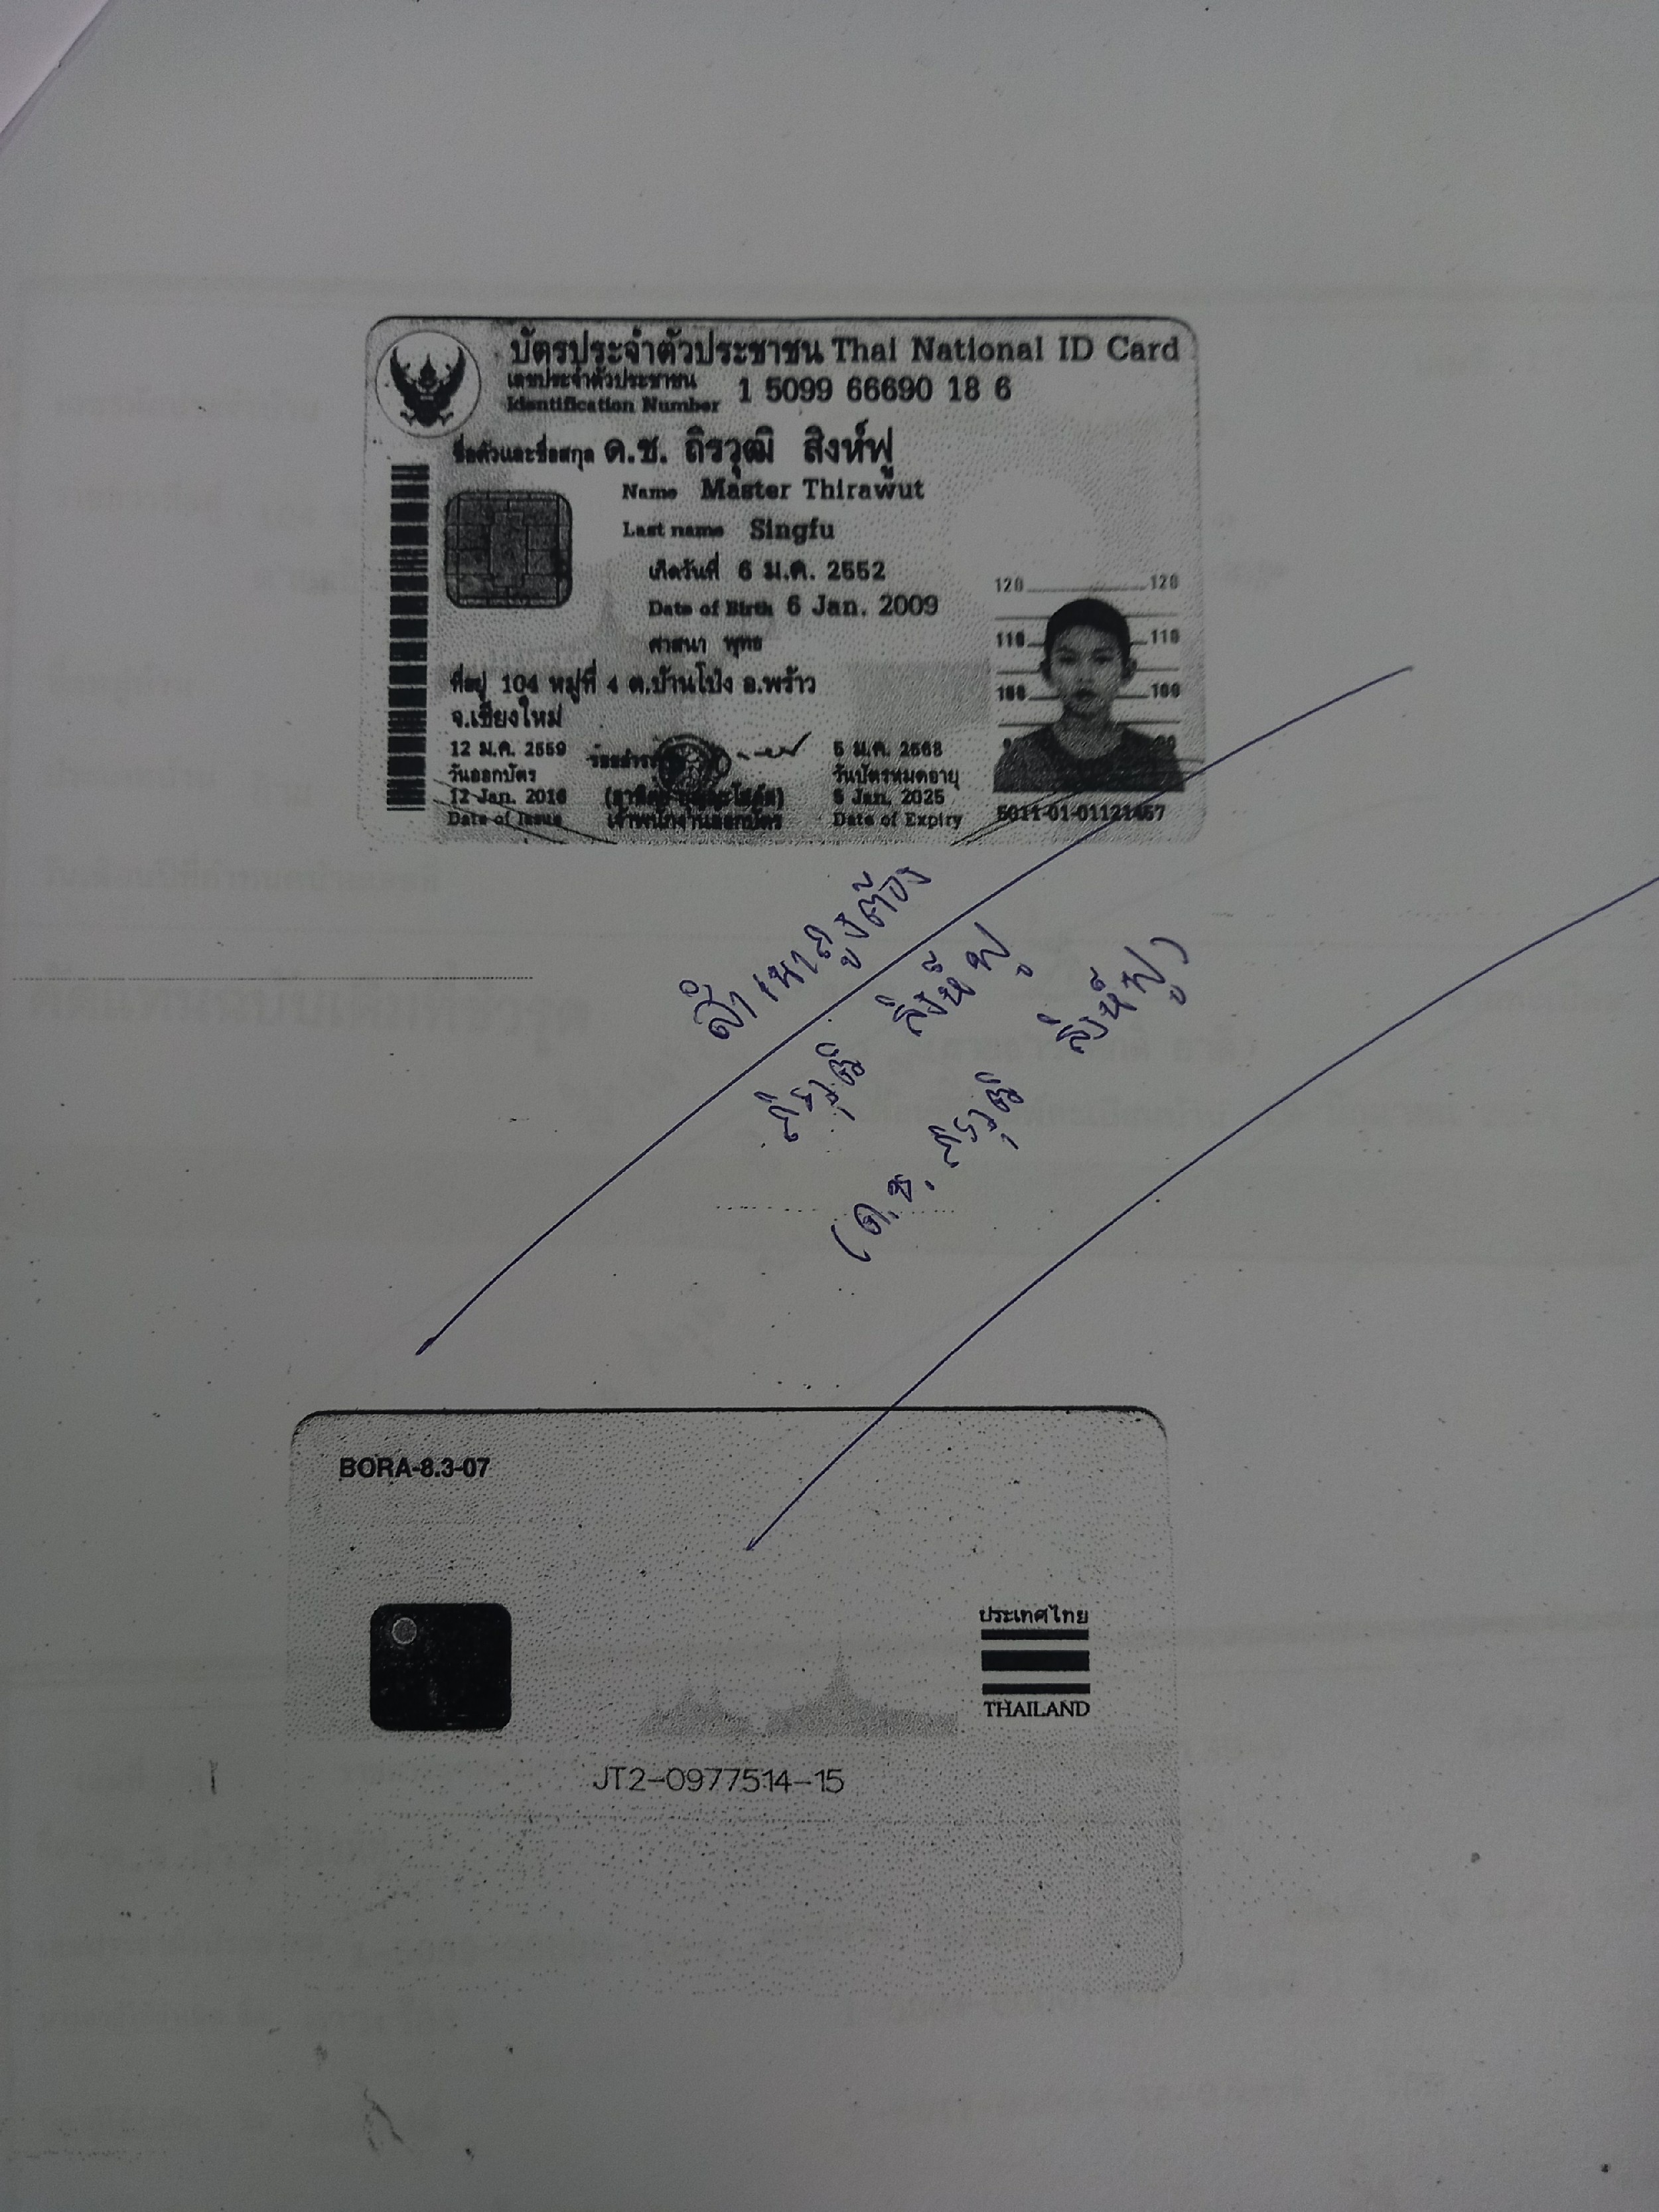 บัตรประจำตัวประชาชน Thai National ID Card
เลขประจำตัวประชาชน
Identification Number 1 5099 66690 18 6
ชื่อตัวและชื่อสกุล ด.ช. ถิรวุฒิ สิงห์ฟู
Name Master Thirawut
Last name Singfu
เกิดวันที่ 6 ม.ค. 2552
Date of Birth 6 Jan. 2009
ศาสนา พุทธ
ที่อยู่ 104 หมู่ที่ 4 ต.บ้านโป่ง อ.พร้าว
จ.เชียงใหม่
120 120
110 110
100 100
12 ม.ค. 2559
วันออกบัตร
12 Jan. 2016
Date of Issue
เจ้าพนักงานออกบัตร
5 ม.ค. 2568
วันบัตรหมดอายุ
5 Jan. 2025
Date of Expiry
5011-01-01121457
สำเนาถูกต้อง
ถิรวุฒิ สิงห์ฟู
(ด.ช. ถิรวุฒิ สิงห์ฟู)
BORA-8.3-07
ประเทศไทย
THAILAND
JT2-0977514-15